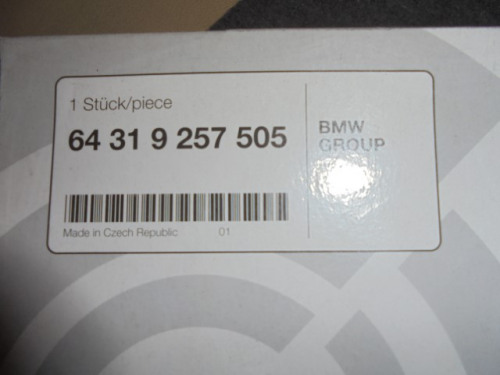 1 Stück/piece
64 31 9 257 505
BMW
GROUP
Made in Czech Republic 01